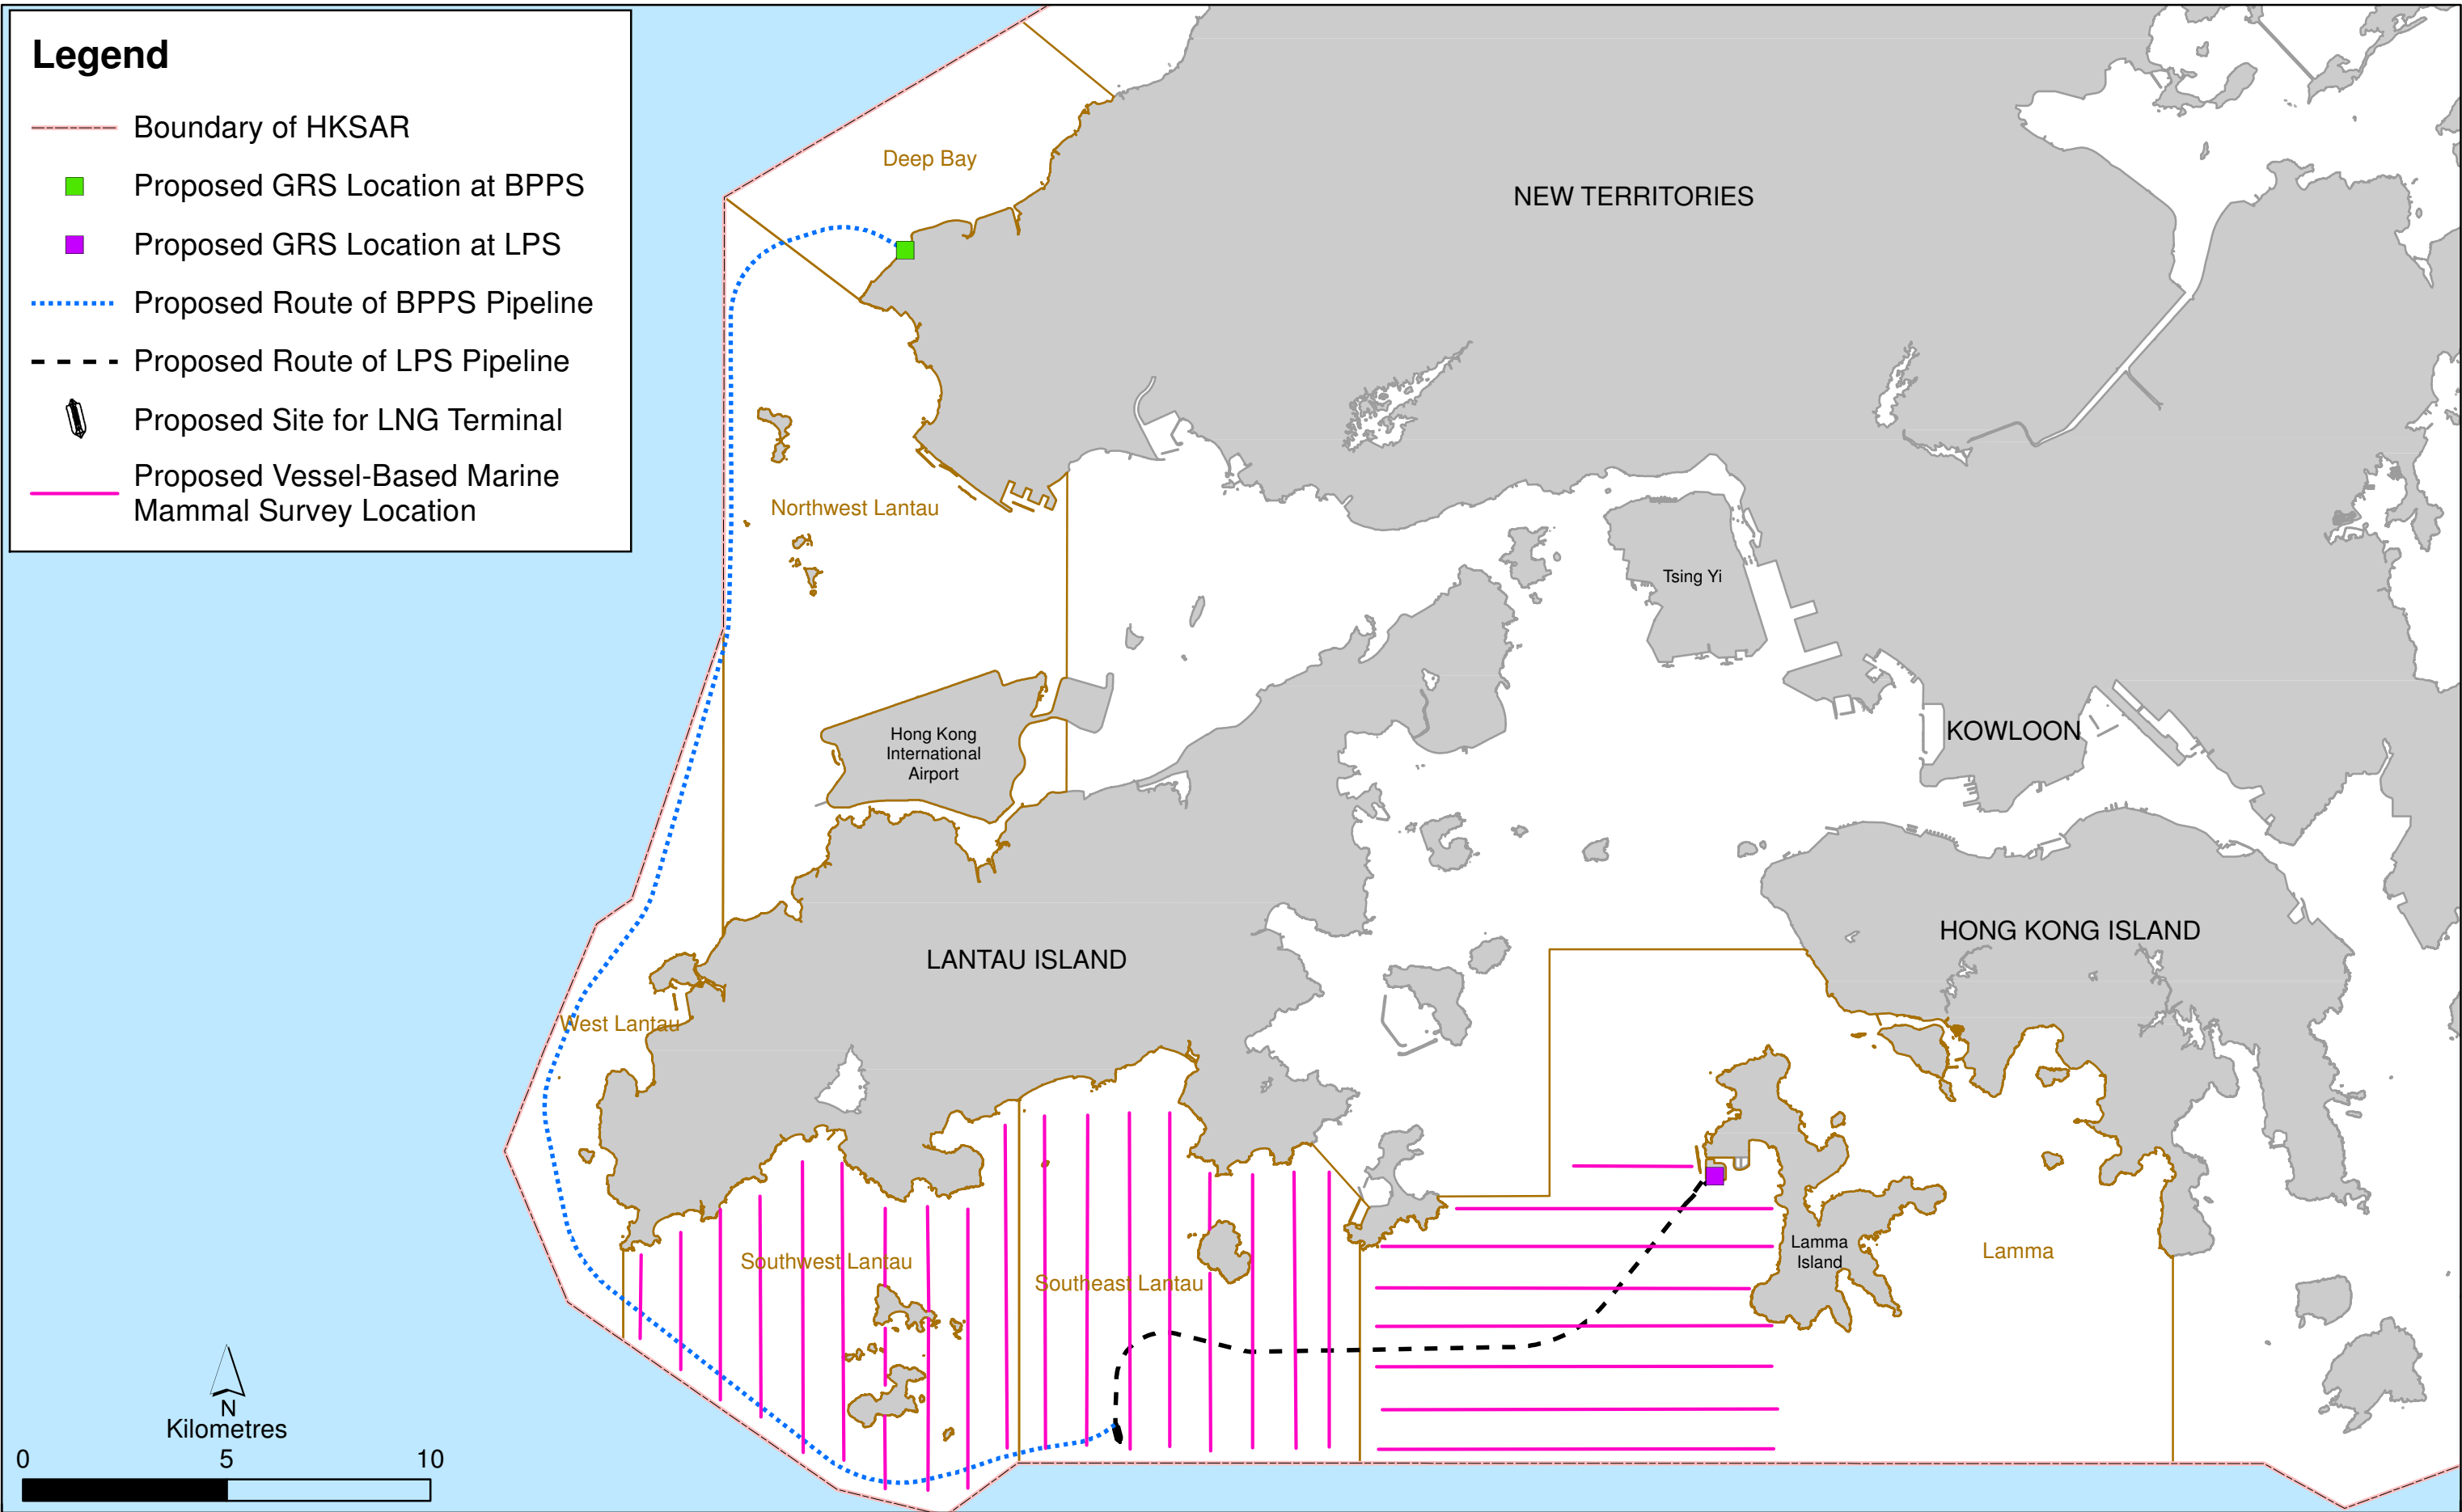 Legend
Boundary of HKSAR
Proposed GRS Location at BPPS
Proposed GRS Location at LPS
Proposed Route of BPPS Pipeline
Proposed Route of LPS Pipeline
Proposed Site for LNG Terminal
Proposed Vessel-Based Marine
Mammal Survey Location
Deep Bay
NEW TERRITORIES
Northwest Lantau
Tsing Yi
Hong Kong
International
Airport
KOWLOON
HONG KONG ISLAND
LANTAU ISLAND
West Lantau
Southwest Lantau
Southeast Lantau
Lamma
Island
Lamma
N
Kilometres
0 5 10